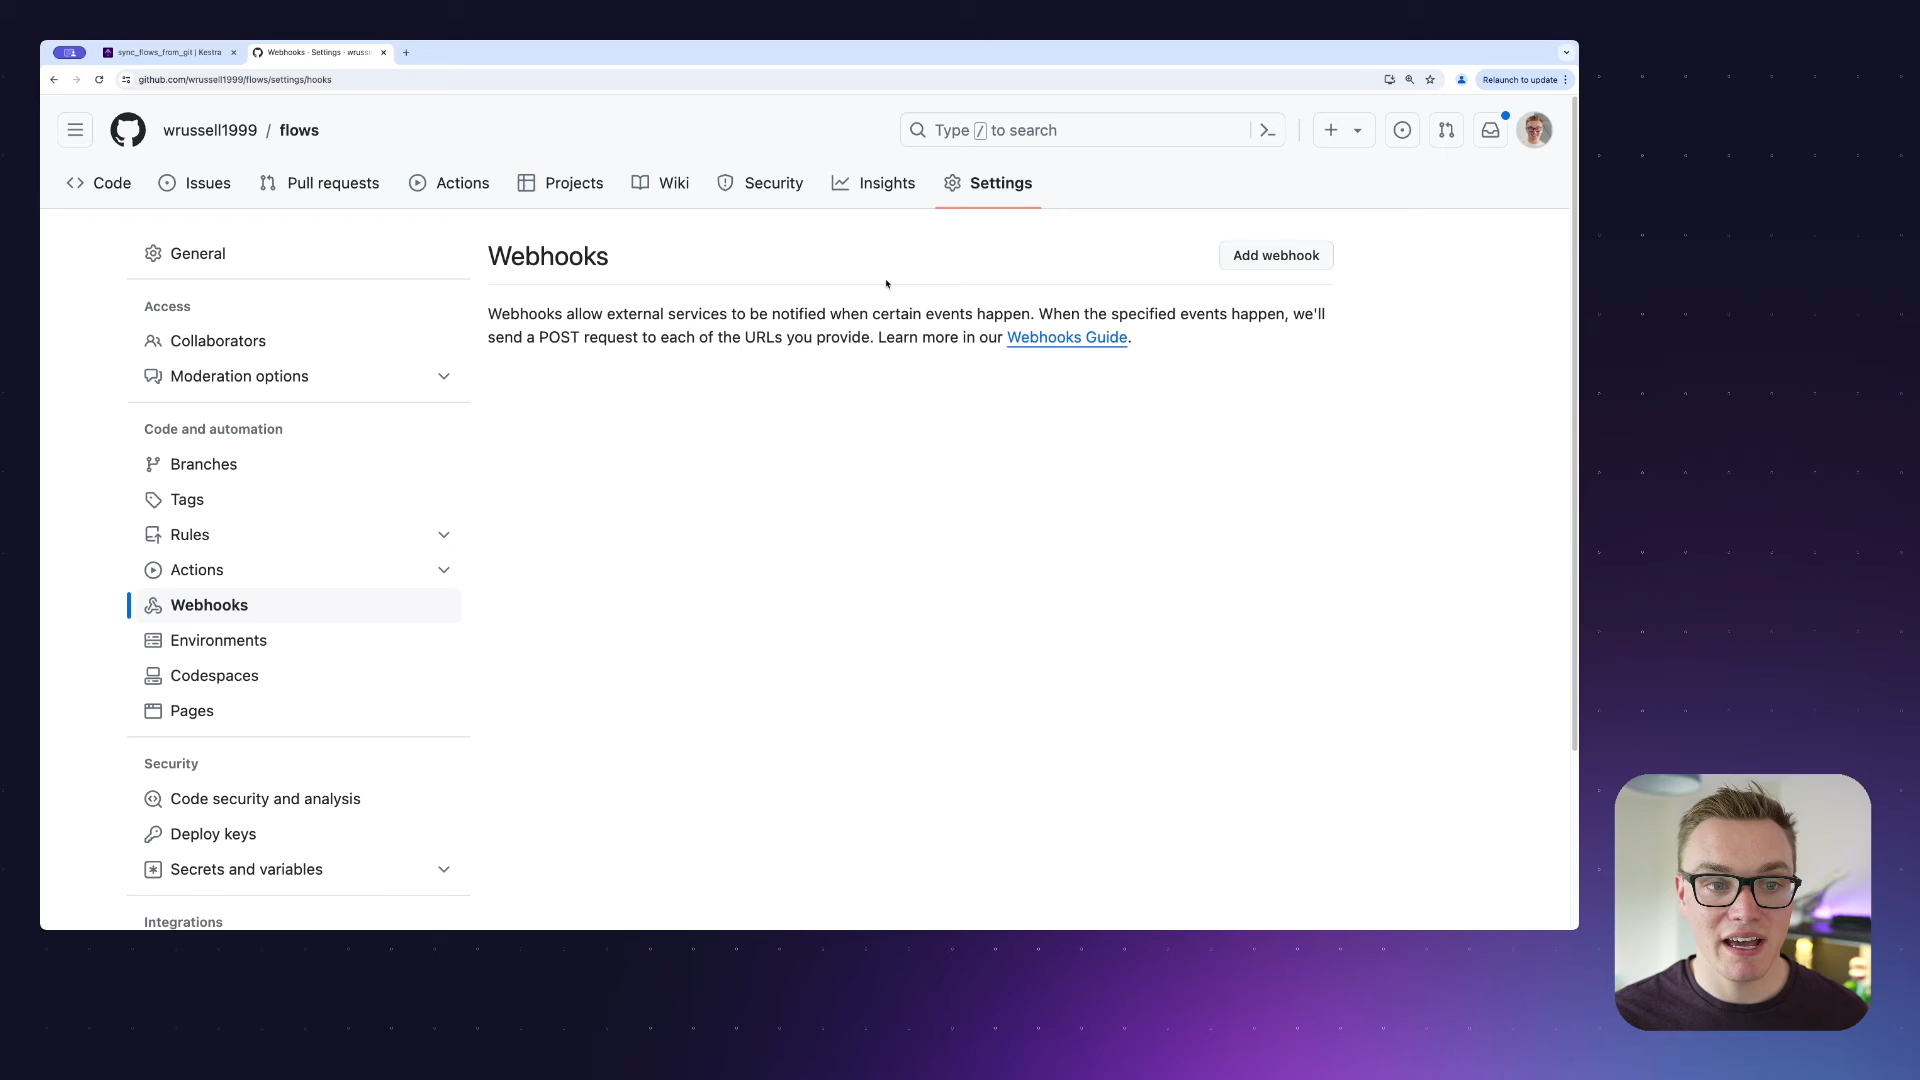 sync_flows_from_git | Kestra
Webhooks · Settings · wruss
github.com/wrussell1999/flows/settings/hooks
Relaunch to update
wrussell1999 / flows
Type / to search
Code
Issues
Pull requests
Actions
Projects
Wiki
Security
Insights
Settings
General
Access
Collaborators
Moderation options
Code and automation
Branches
Tags
Rules
Actions
Webhooks
Environments
Codespaces
Pages
Security
Code security and analysis
Deploy keys
Secrets and variables
Integrations
Webhooks
Add webhook
Webhooks allow external services to be notified when certain events happen. When the specified events happen, we'll
send a POST request to each of the URLs you provide. Learn more in our Webhooks Guide.